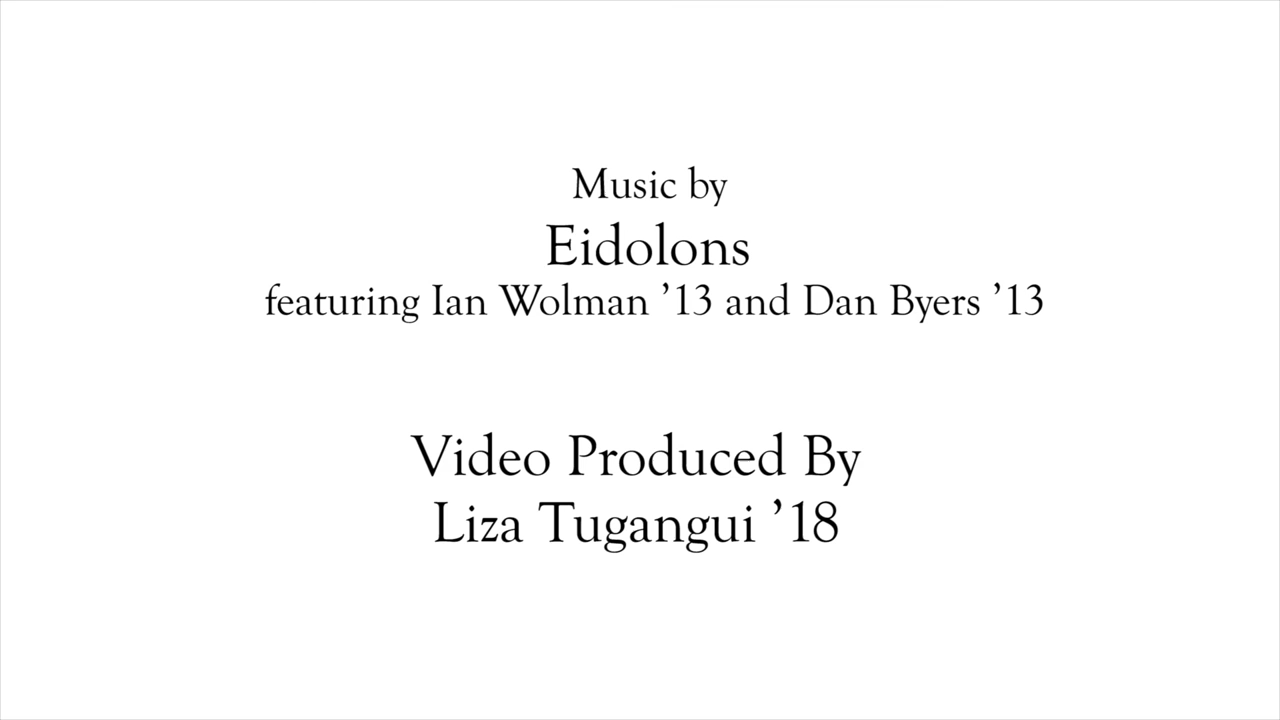 Music by
Eidolons
featuring Ian Wolman ’13 and Dan Byers ’13
Video Produced By
Liza Tugangui ’18